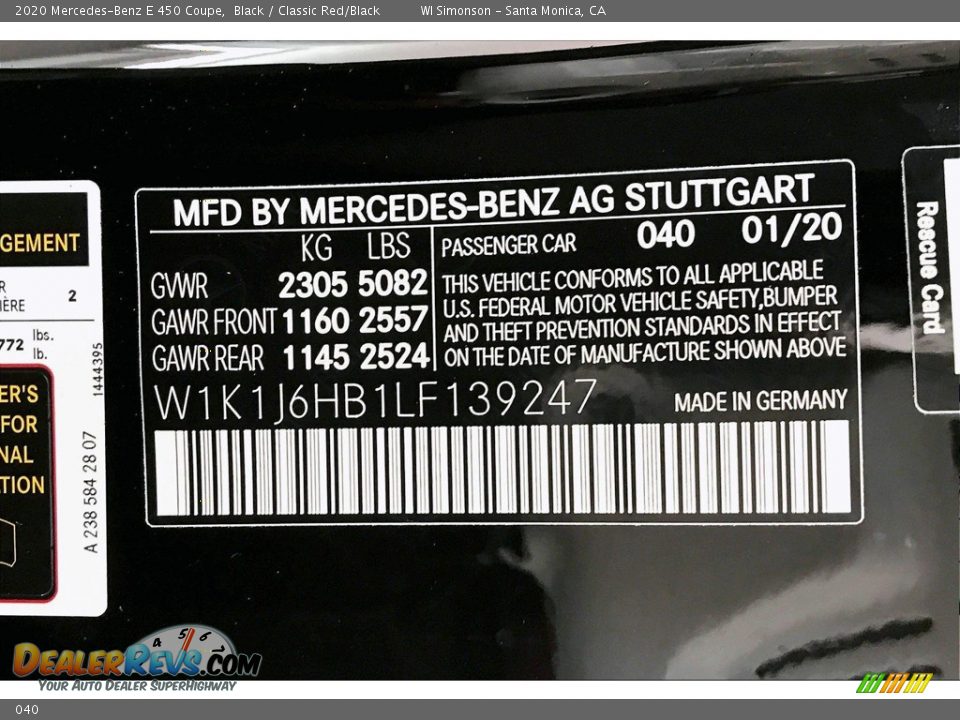 2020 Mercedes-Benz E 450 Coupe, Black / Classic Red/Black WI Simonson - Santa Monica, CA
GEMENT
R
IÈRE 2
772 lbs.
lb.
ER'S
FOR
NAL
TION
1444395
A 238 584 28 07
MFD BY MERCEDES-BENZ AG STUTTGART
KG LBS
GVWR 2305 5082
GAWR FRONT 1160 2557
GAWR REAR 1145 2524
PASSENGER CAR 040 01/20
THIS VEHICLE CONFORMS TO ALL APPLICABLE
U.S. FEDERAL MOTOR VEHICLE SAFETY,BUMPER
AND THEFT PREVENTION STANDARDS IN EFFECT
ON THE DATE OF MANUFACTURE SHOWN ABOVE
W1K1J6HB1LF139247
MADE IN GERMANY
Rescue Card
4 5 6
DEALERREVS.COM
YOUR AUTO DEALER SUPERHIGHWAY
040